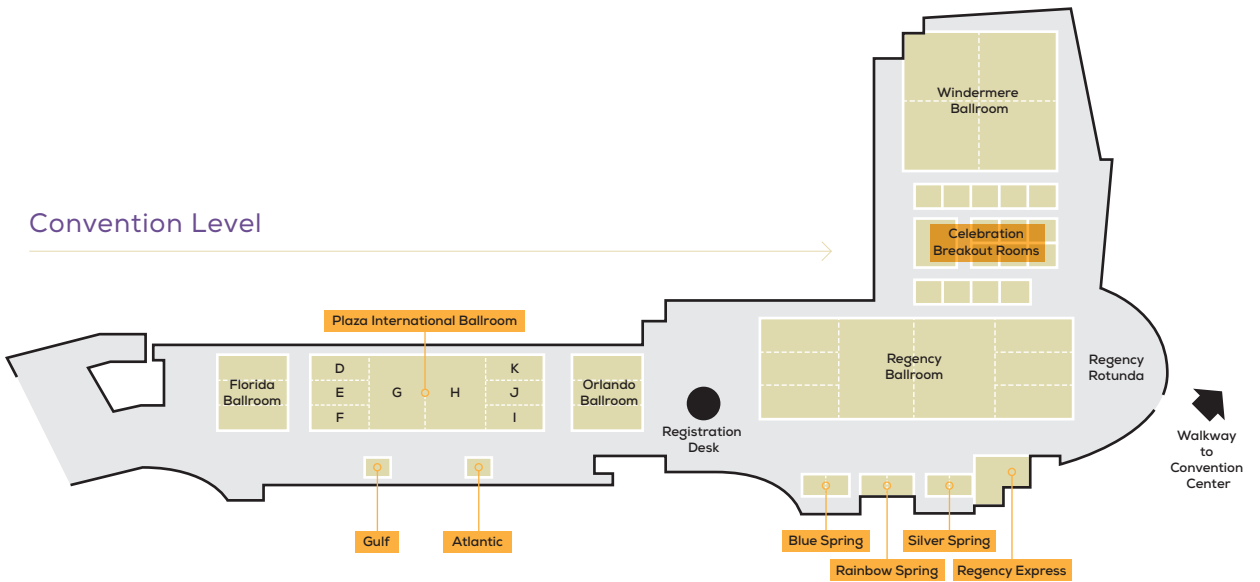 Windermere
Ballroom
Convention Level
Celebration
Breakout Rooms
Plaza International Ballroom
Florida
Ballroom
D
E
F
G
H
K
J
I
Orlando
Ballroom
Registration
Desk
Regency
Ballroom
Regency
Rotunda
Walkway
to
Convention
Center
Gulf
Atlantic
Blue Spring
Silver Spring
Rainbow Spring
Regency Express